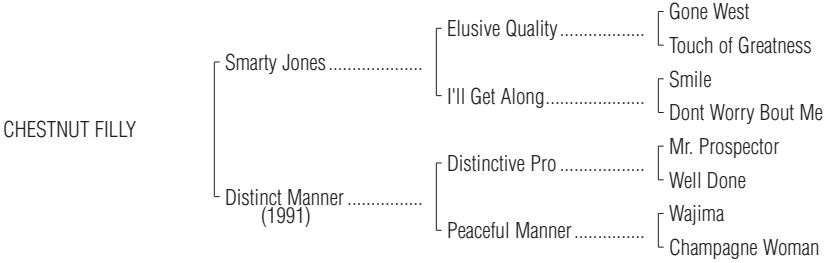 Gone West
Elusive Quality..................
Touch of Greatness
Smarty Jones....................
Smile
I'll Get Along.....................
Dont Worry Bout Me
CHESTNUT FILLY
Mr. Prospector
Distinctive Pro..................
Well Done
Distinct Manner................
(1991)
Wajima
Peaceful Manner...............
Champagne Woman